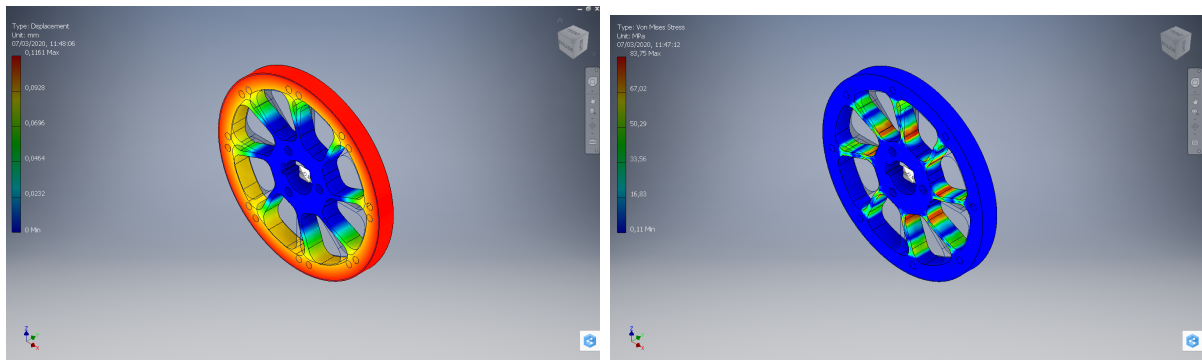 Type: Displacement
Unit: mm
07/03/2020, 11:48:06
0,1161 Max
0,0928
0,0696
0,0464
0,0232
0 Min
Z
X
Type: Von Mises Stress
Unit: MPa
07/03/2020, 11:47:12
83,75 Max
67,02
50,29
33,56
16,83
0,11 Min
Z
X